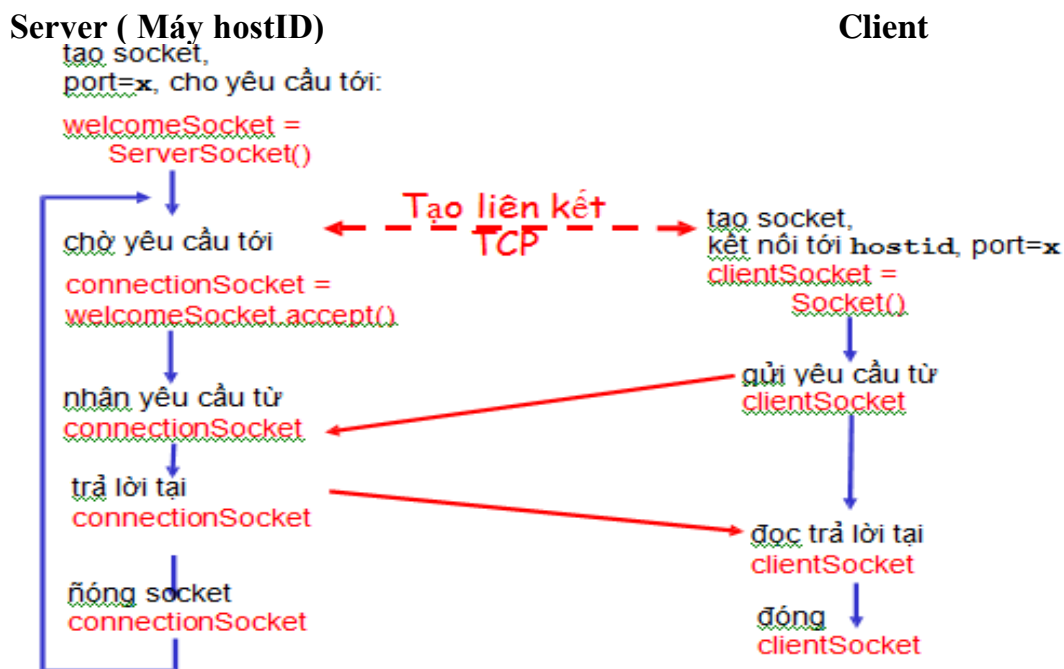 Server ( Máy hostID)
Client
tạo socket,
port=x, cho yêu cầu tới:
welcomeSocket =
ServerSocket()
chờ yêu cầu tới
connectionSocket =
welcomeSocket.accept()
nhận yêu cầu từ
connectionSocket
trả lời tại
connectionSocket
ñóng socket
connectionSocket
Tạo liên kết
TCP
tạo socket,
kết nối tới hostid, port=x
clientSocket =
Socket()
gửi yêu cầu từ
clientSocket
đọc trả lời tại
clientSocket
đóng
clientSocket